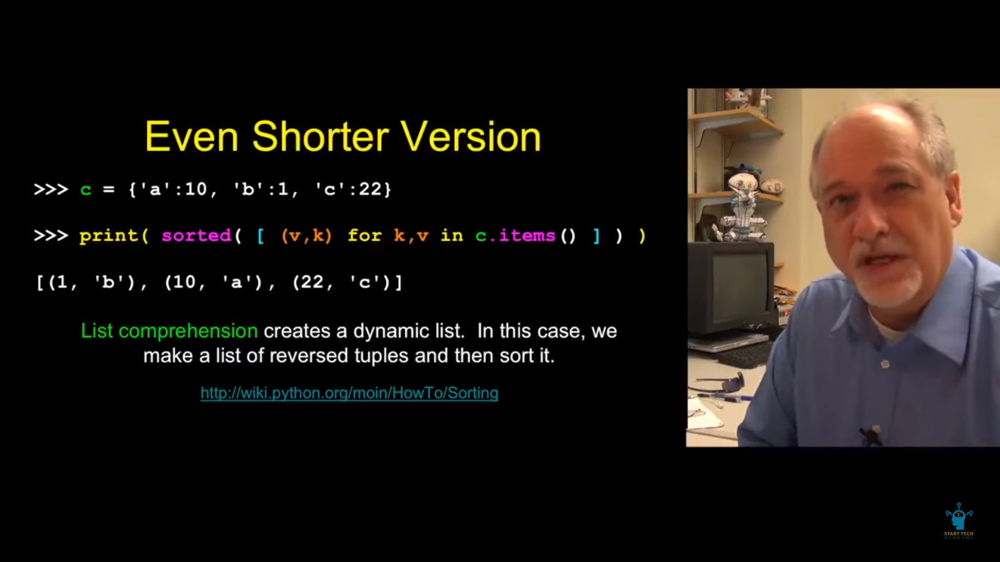 Even Shorter Version
>>> c = {'a':10, 'b':1, 'c':22}
>>> print( sorted( [ (v,k) for k,v in c.items() ] ) )
[(1, 'b'), (10, 'a'), (22, 'c')]
List comprehension creates a dynamic list.  In this case, we
make a list of reversed tuples and then sort it.
http://wiki.python.org/moin/HowTo/Sorting
START-TECH
ACADEMY